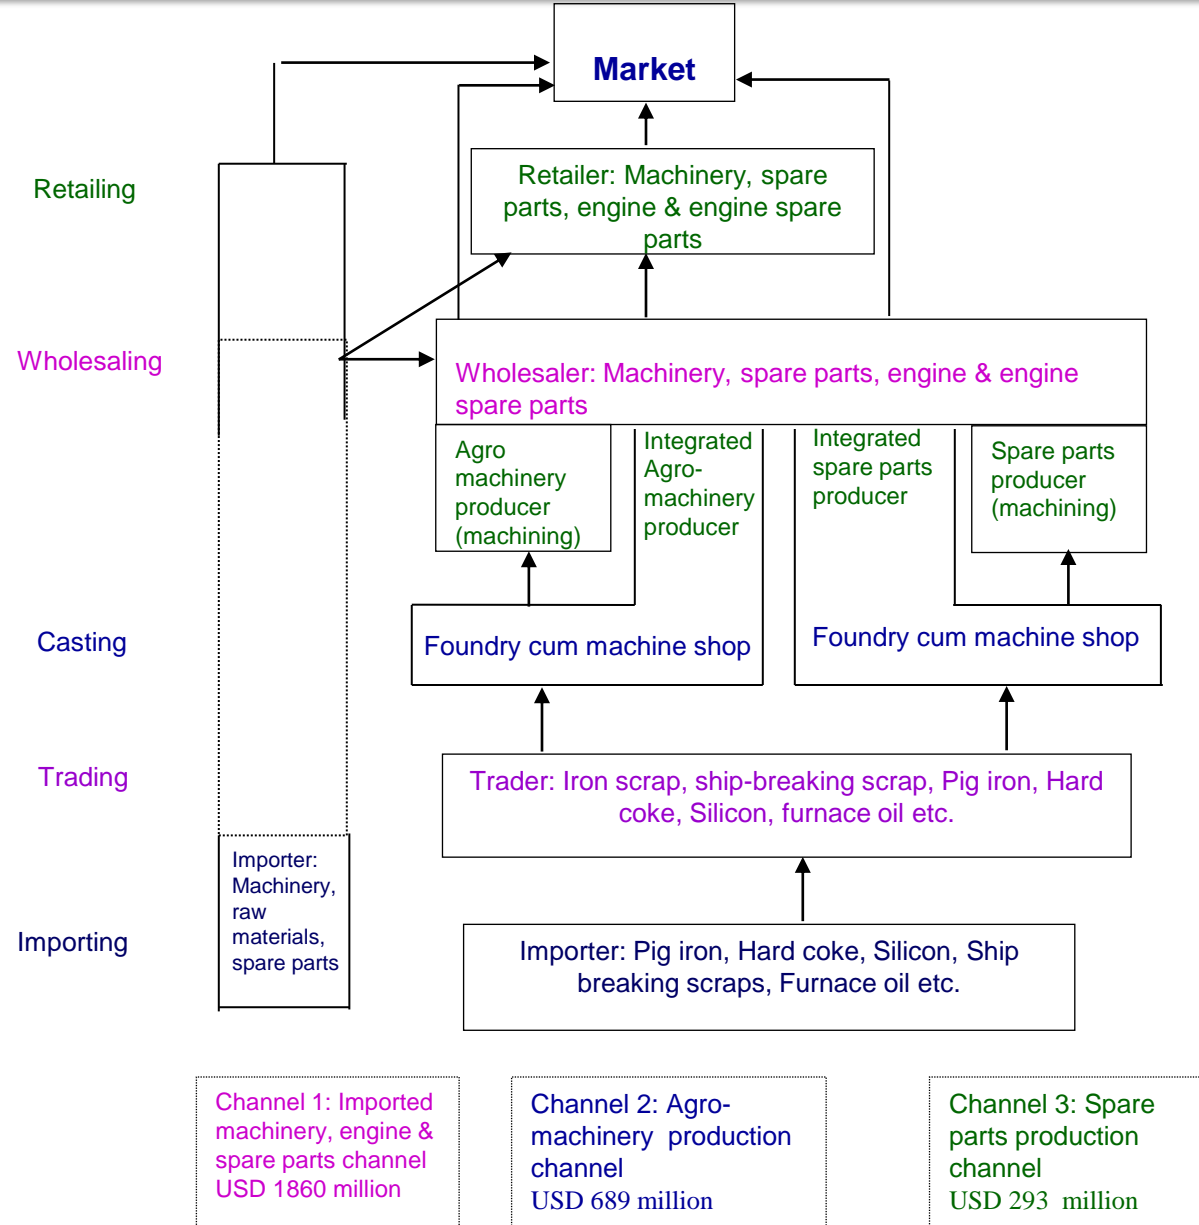 Market
Retailing
Retailer: Machinery, spare
parts, engine & engine spare
parts
Wholesaling
Wholesaler: Machinery, spare parts, engine & engine
spare parts
Agro
machinery
producer
(machining)
Integrated
Agro-
machinery
producer
Integrated
spare parts
producer
Spare parts
producer
(machining)
Casting
Foundry cum machine shop
Foundry cum machine shop
Trading
Trader: Iron scrap, ship-breaking scrap, Pig iron, Hard
coke, Silicon, furnace oil etc.
Importer:
Machinery,
raw
materials,
spare parts
Importing
Importer: Pig iron, Hard coke, Silicon, Ship
breaking scraps, Furnace oil etc.
Channel 1: Imported
machinery, engine &
spare parts channel
USD 1860 million
Channel 2: Agro-
machinery production
channel
USD 689 million
Channel 3: Spare
parts production
channel
USD 293 million